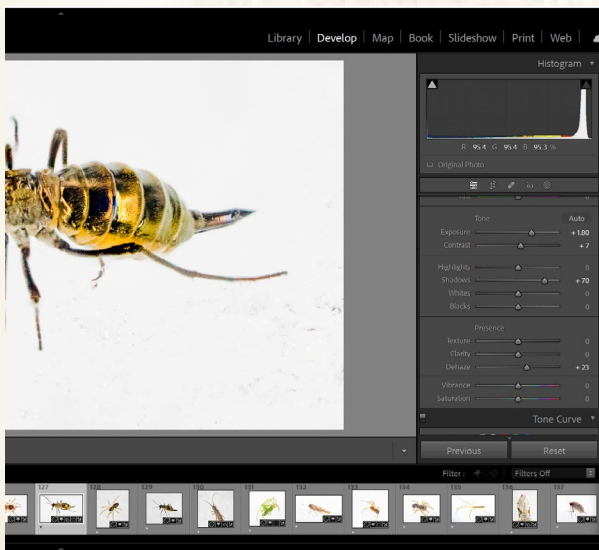 Library | Develop | Map | Book | Slideshow | Print | Web
Histogram
R 95.4 G 95.4 B 95.3 %
Original Photo
Tone Auto
Exposure +1.80
Contrast +7
Highlights 0
Shadows +70
Whites 0
Blacks 0
Presence
Texture 0
Clarity 0
Dehaze +23
Vibrance 0
Saturation 0
Tone Curve
Previous Reset
Filter: Filters Off
127 128 129 130 131 132 133 134 135 136 137